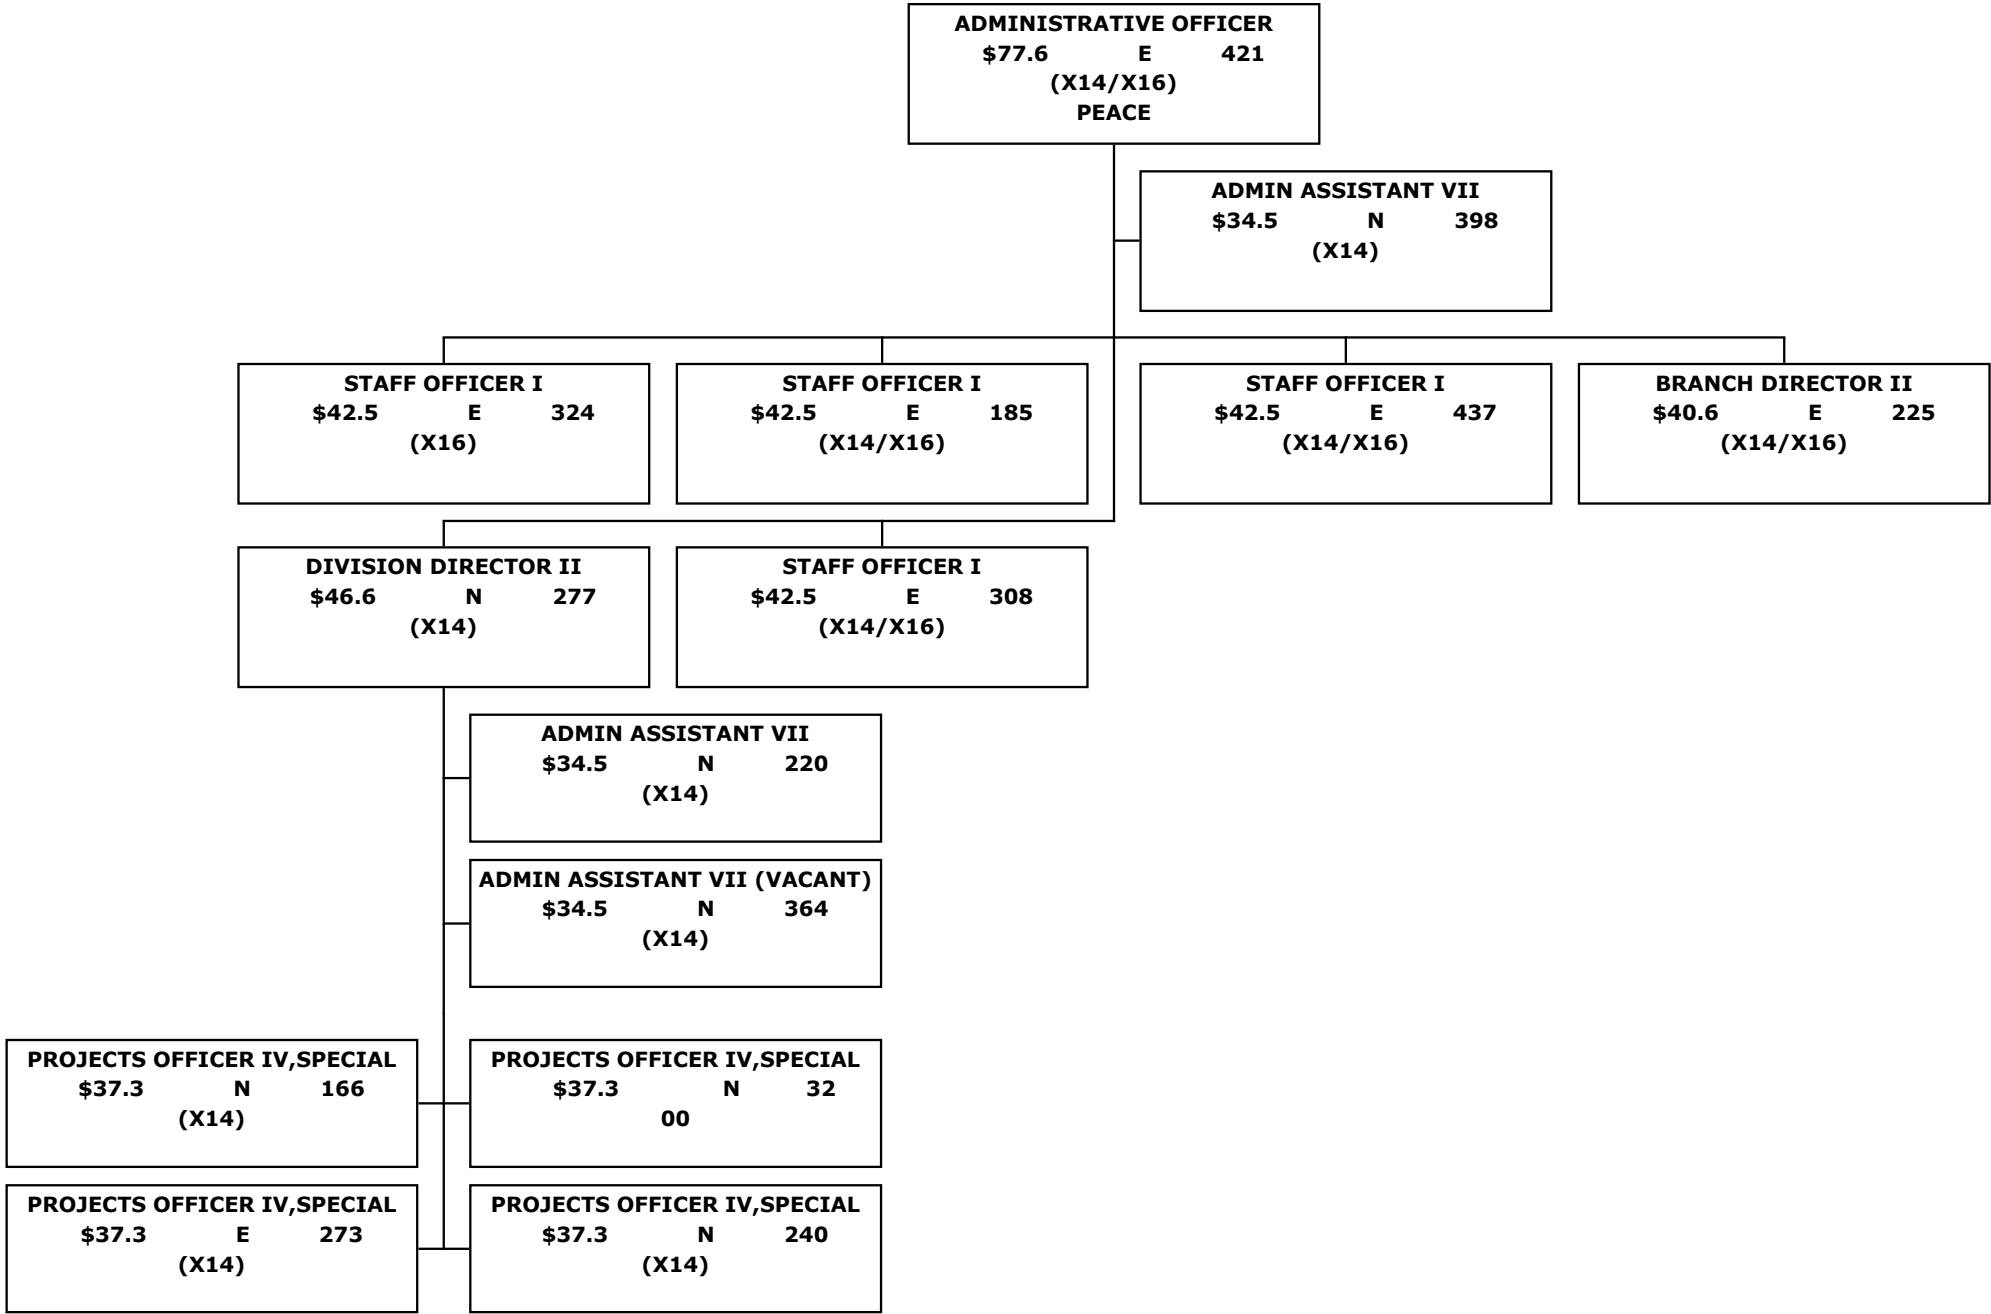 ADMINISTRATIVE OFFICER
$77.6 E 421
(X14/X16)
PEACE
ADMIN ASSISTANT VII
$34.5 N 398
(X14)
STAFF OFFICER I
$42.5 E 324
(X16)
STAFF OFFICER I
$42.5 E 185
(X14/X16)
STAFF OFFICER I
$42.5 E 437
(X14/X16)
BRANCH DIRECTOR II
$40.6 E 225
(X14/X16)
DIVISION DIRECTOR II
$46.6 N 277
(X14)
STAFF OFFICER I
$42.5 E 308
(X14/X16)
ADMIN ASSISTANT VII
$34.5 N 220
(X14)
ADMIN ASSISTANT VII (VACANT)
$34.5 N 364
(X14)
PROJECTS OFFICER IV,SPECIAL
$37.3 N 166
(X14)
PROJECTS OFFICER IV,SPECIAL
$37.3 N 32
00
PROJECTS OFFICER IV,SPECIAL
$37.3 E 273
(X14)
PROJECTS OFFICER IV,SPECIAL
$37.3 N 240
(X14)